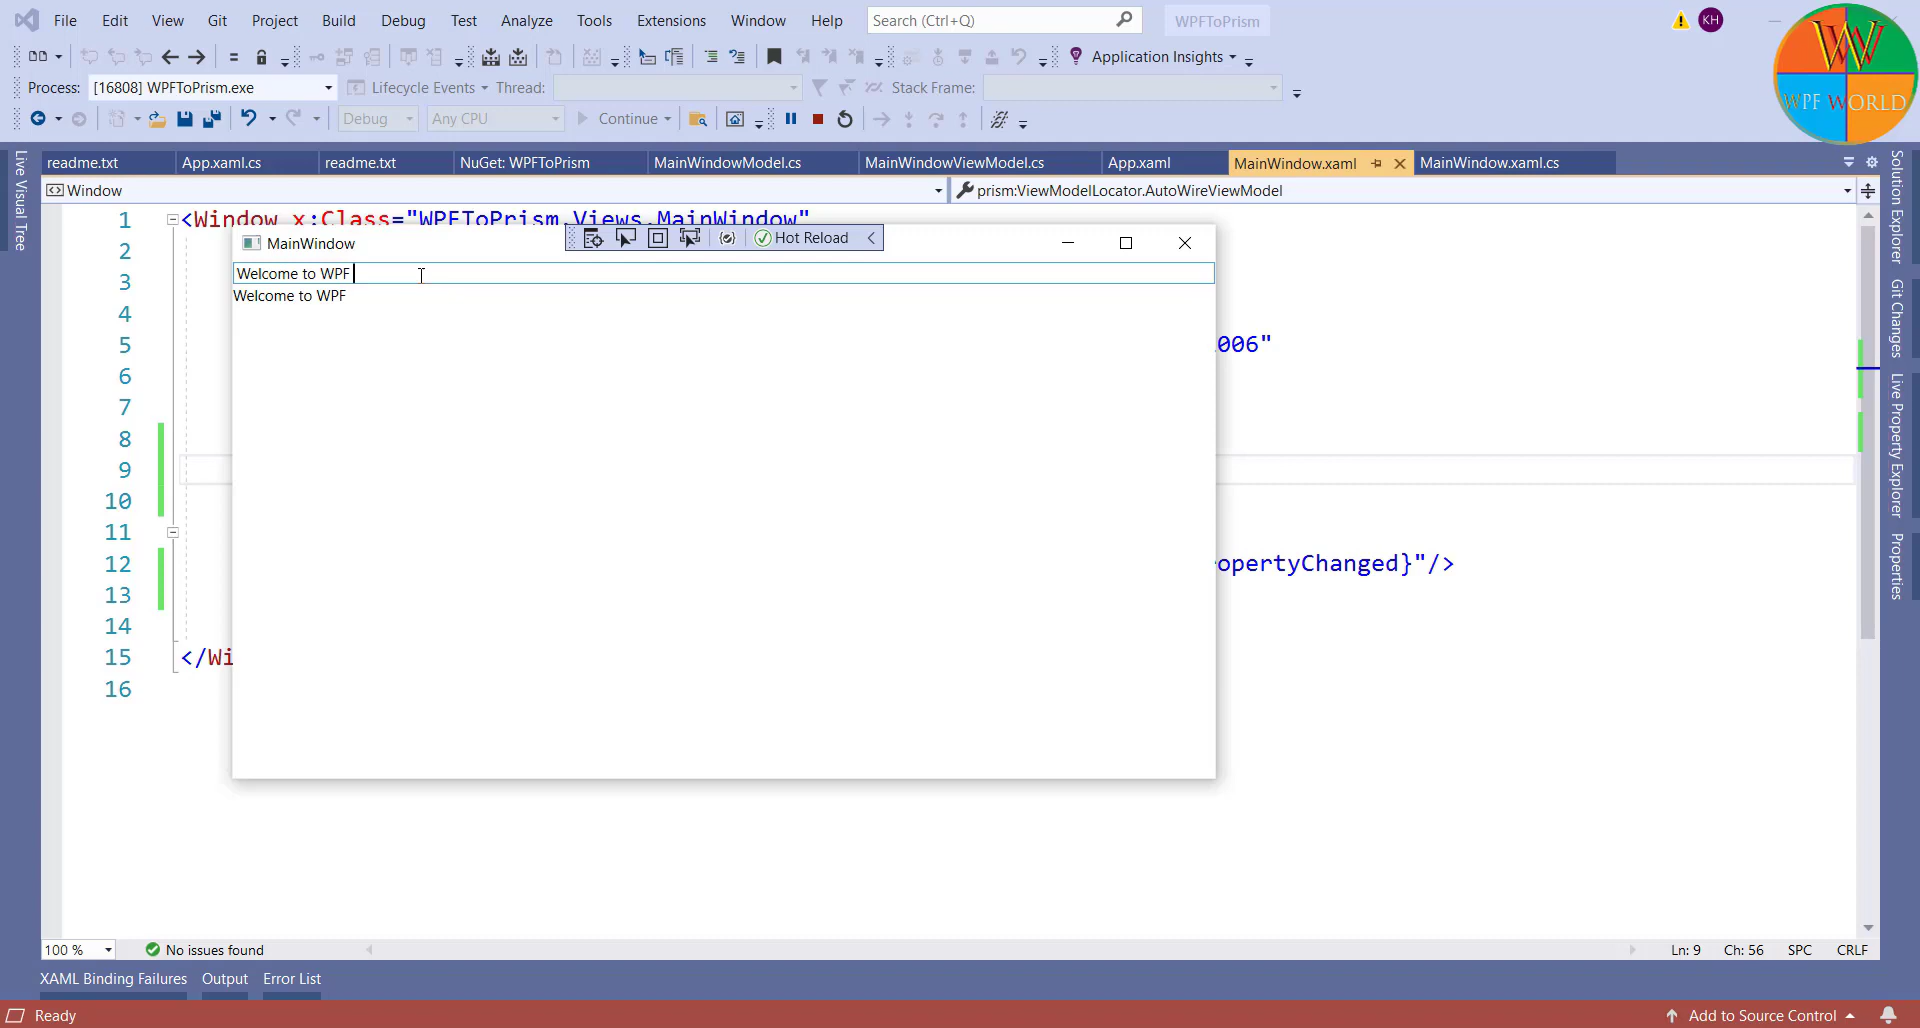 File Edit View Git Project Build Debug Test Analyze Tools Extensions Window Help Search (Ctrl+Q) WPFToPrism KH
Application Insights
Process: [16808] WPFToPrism.exe Lifecycle Events Thread: Stack Frame:
Debug Any CPU Continue
W WPF WORLD
readme.txt App.xaml.cs readme.txt NuGet: WPFToPrism MainWindowModel.cs MainWindowViewModel.cs App.xaml MainWindow.xaml MainWindow.xaml.cs
Window prism:ViewModelLocator.AutoWireViewModel
Live Visual Tree
Solution Explorer
Git Changes
Live Property Explorer
Properties
1 <Window x:Class="WPFToPrism.Views.MainWindow"
MainWindow Hot Reload
2
Welcome to WPF
3
Welcome to WPF
4
5 006"
6
7
8
9
10
11
12 opertyChanged}"/>
13
14
15 </Wi
16
100 % No issues found Ln: 9 Ch: 56 SPC CRLF
XAML Binding Failures Output Error List
Ready Add to Source Control